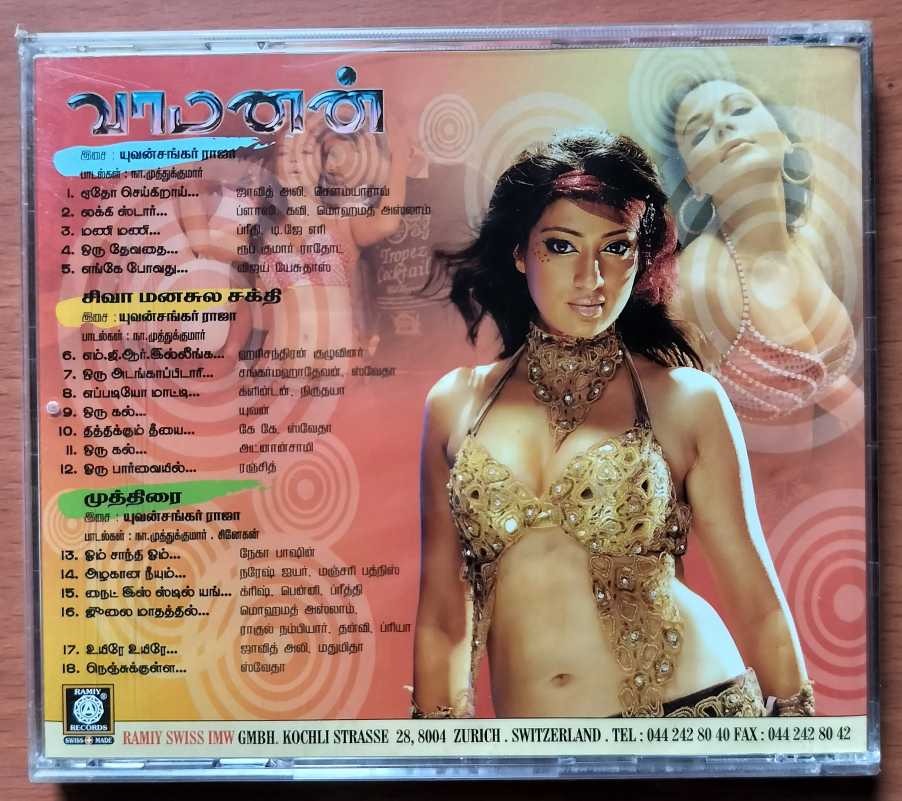 வாமனன்
இசை : யுவன்சங்கர் ராஜா
பாடல்கள் : நா.முத்துக்குமார்
1. ஏதோ செய்கிறாய்... ஜாவித் அலி, சௌம்யாராவ்
2. லக்கி ஸ்டார்... ப்ளாஸி, கவி, மொஹமத் அஸ்லாம்
3. மணி மணி... ப்ரீதி, டி.ஜே ஏரி
4. ஒரு தேவதை... ரூப் குமார் ராதோட்
5. எங்கே போவது... விஜய் யேசுதாஸ்
Tropez
Cocktail
சிவா மனசுல சக்தி
இசை : யுவன்சங்கர் ராஜா
பாடல்கள் : நா.முத்துக்குமார்
6. எம்.ஜி.ஆர்.இல்லீங்க... ஹரிசந்திரன் குழுவினர்
7. ஒரு அடங்காப்பிடாரி... சங்கர்மஹாதேவன், ஸ்வேதா
8. எப்படியோ மாட்டி... க்ளிண்டன், நிருதயா
9. ஒரு கல்... யுவன்
10. தித்திக்கும் தீயை... கே கே, ஸ்வேதா
11. ஒரு கல்... அட்னான்சாமி
12. ஒரு பார்வையில்... ரஞ்சித்
முத்திரை
இசை : யுவன்சங்கர் ராஜா
பாடல்கள் : நா.முத்துக்குமார் . சினேகன்
13. ஓம் சாந்தி ஓம்... நேகா பாஷின்
14. அழகான நீயும்... நரேஷ் ஐயர், மஞ்சரி பத்நிஸ்
15. நைட் இஸ் ஸ்டில் யங்... க்ரிஷ், பென்னி, ப்ரீத்தி
16. ஜுலை மாதத்தில்... மொஹமத் அஸ்லாம்,
ராகுல் நம்பியார், தன்வி, ப்ரியா
17. உயிரே உயிரே... ஜாவித் அலி, மதுமிதா
18. நெஞ்சுக்குள்ள... ஸ்வேதா
RAMIY
RECORDS
SWISS MADE
RAMIY SWISS IMW GMBH. KOCHLI STRASSE 28, 8004 ZURICH . SWITZERLAND . TEL : 044 242 80 40 FAX : 044 242 80 42